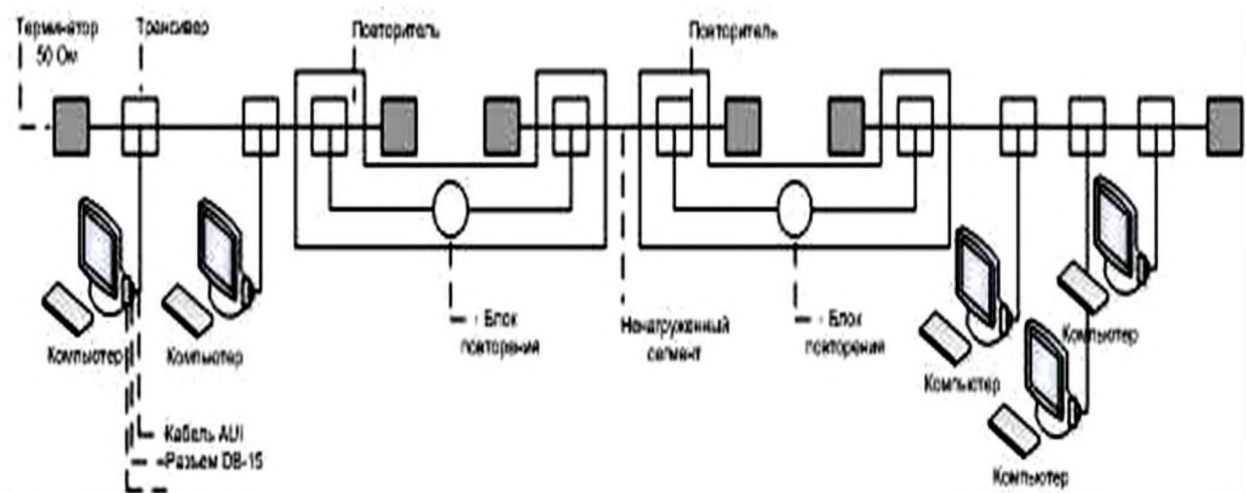 Терминатор
50 Ом
Трансивер
Повторитель
Повторитель
Блок
повторения
Ненагруженный
сегмент
Блок
повторения
Компьютер
Компьютер
Компьютер
Компьютер
Компьютер
Кабель AUI
Разъем DB-15